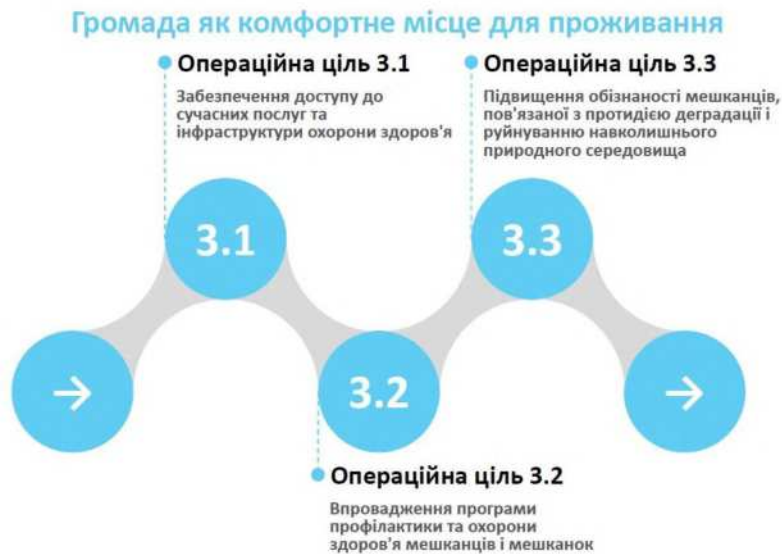 Громада як комфортне місце для проживання
Операційна ціль 3.1
Забезпечення доступу до
сучасних послуг та
інфраструктури охорони здоров'я
Операційна ціль 3.3
Підвищення обізнаності мешканців,
пов'язаної з протидією деградації і
руйнуванню навколишнього
природного середовища
3.1
3.3
3.2
Операційна ціль 3.2
Впровадження програми
профілактики та охорони
здоров'я мешканців і мешканок